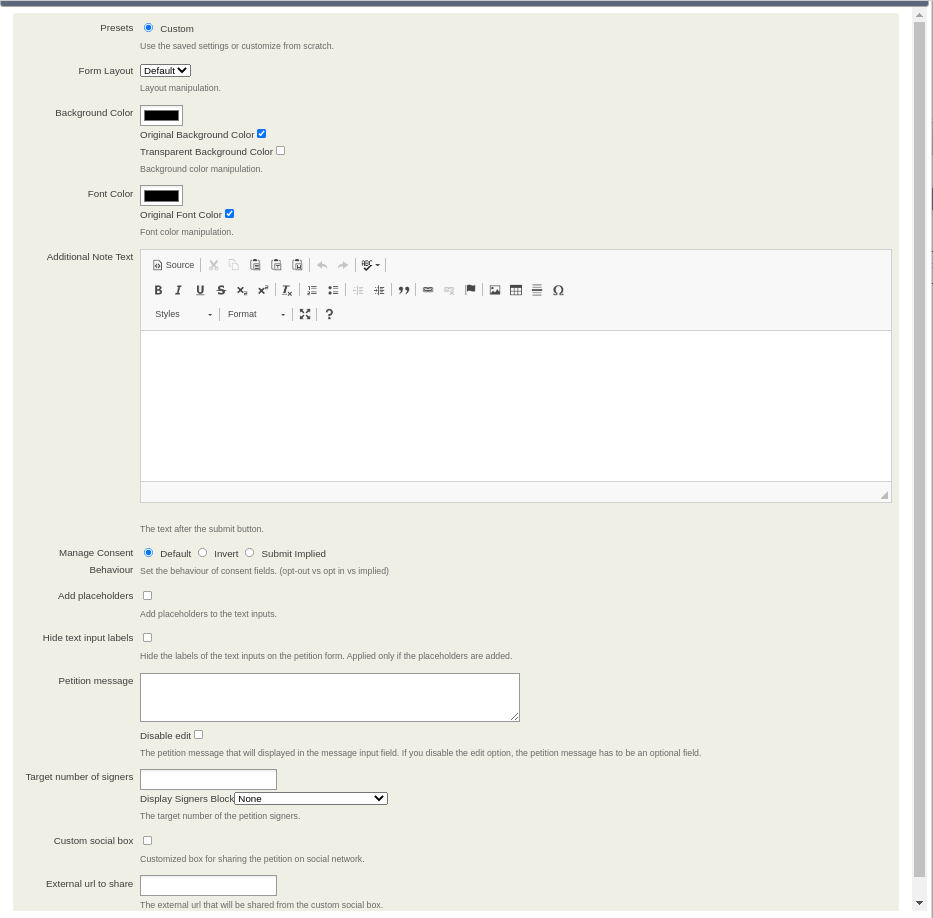 Presets Custom
Use the saved settings or customize from scratch.
Form Layout Default
Layout manipulation.
Background Color
Original Background Color
Transparent Background Color
Background color manipulation.
Font Color
Original Font Color
Font color manipulation.
Additional Note Text
Source ABC
B I U S x₂ x² Tx Ω
Styles Format ?
The text after the submit button.
Manage Consent Default Invert Submit Implied
Behaviour Set the behaviour of consent fields. (opt-out vs opt in vs implied)
Add placeholders
Add placeholders to the text inputs.
Hide text input labels
Hide the labels of the text inputs on the petition form. Applied only if the placeholders are added.
Petition message
Disable edit
The petition message that will displayed in the message input field. If you disable the edit option, the petition message has to be an optional field.
Target number of signers
Display Signers Block None
The target number of the petition signers.
Custom social box
Customized box for sharing the petition on social network.
External url to share
The external url that will be shared from the custom social box.